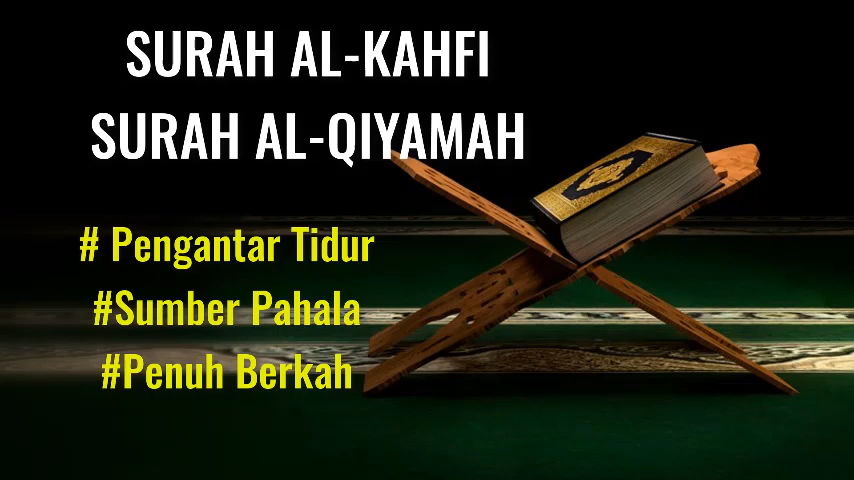 SURAH AL-KAHFI
SURAH AL-QIYAMAH
# Pengantar Tidur
#Sumber Pahala
#Penuh Berkah